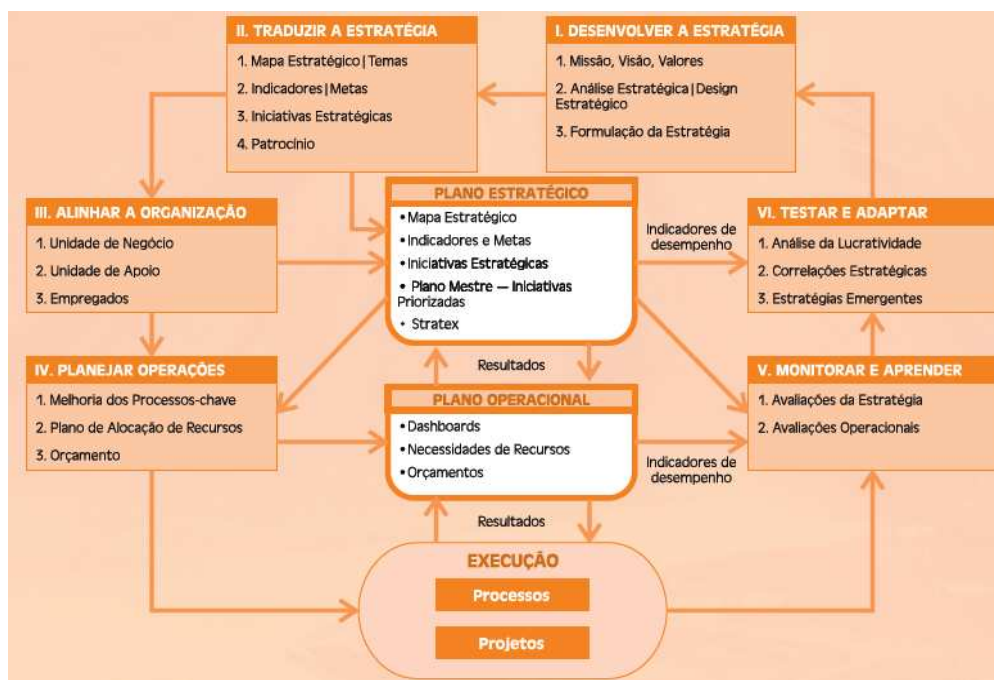 II. TRADUZIR A ESTRATÉGIA
1. Mapa Estratégico|Temas
2. Indicadores|Metas
3. Iniciativas Estratégicas
4. Patrocínio
I. DESENVOLVER A ESTRATÉGIA
1. Missão, Visão, Valores
2. Análise Estratégica|Design
Estratégico
3. Formulação da Estratégia
III. ALINHAR A ORGANIZAÇÃO
1. Unidade de Negócio
2. Unidade de Apoio
3. Empregados
PLANO ESTRATÉGICO
• Mapa Estratégico
• Indicadores e Metas
• Iniciativas Estratégicas
• Plano Mestre — Iniciativas
Priorizadas
• Stratex
Indicadores de
desempenho
VI. TESTAR E ADAPTAR
1. Análise da Lucratividade
2. Correlações Estratégicas
3. Estratégias Emergentes
IV. PLANEJAR OPERAÇÕES
1. Melhoria dos Processos-chave
2. Plano de Alocação de Recursos
3. Orçamento
Resultados
PLANO OPERACIONAL
• Dashboards
• Necessidades de Recursos
• Orçamentos
Indicadores de
desempenho
V. MONITORAR E APRENDER
1. Avaliações da Estratégia
2. Avaliações Operacionais
Resultados
EXECUÇÃO
Processos
Projetos